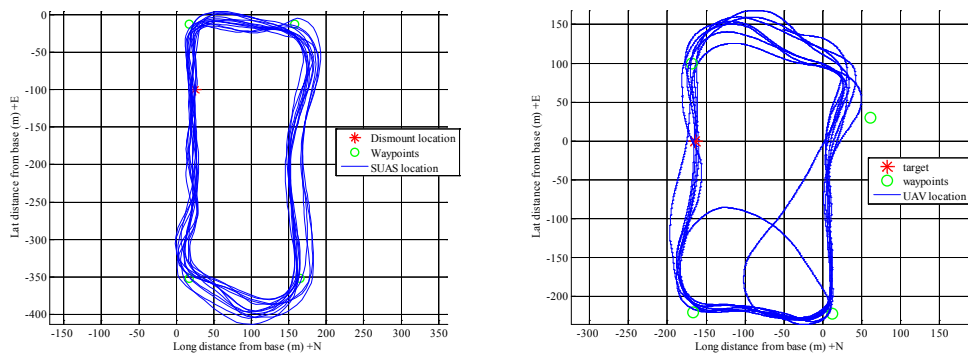 0
-50
-100
-150
-200
-250
-300
-350
-400
Lat distance from base (m) +E
-150 -100 -50 0 50 100 150 200 250 300 350
Long distance from base (m) +N
Dismount location
Waypoints
SUAS location
150
100
50
0
-50
-100
-150
-200
Lat distance from base (m) +E
-300 -250 -200 -150 -100 -50 0 50 100 150
Long distance from base (m) +N
target
waypoints
UAV location